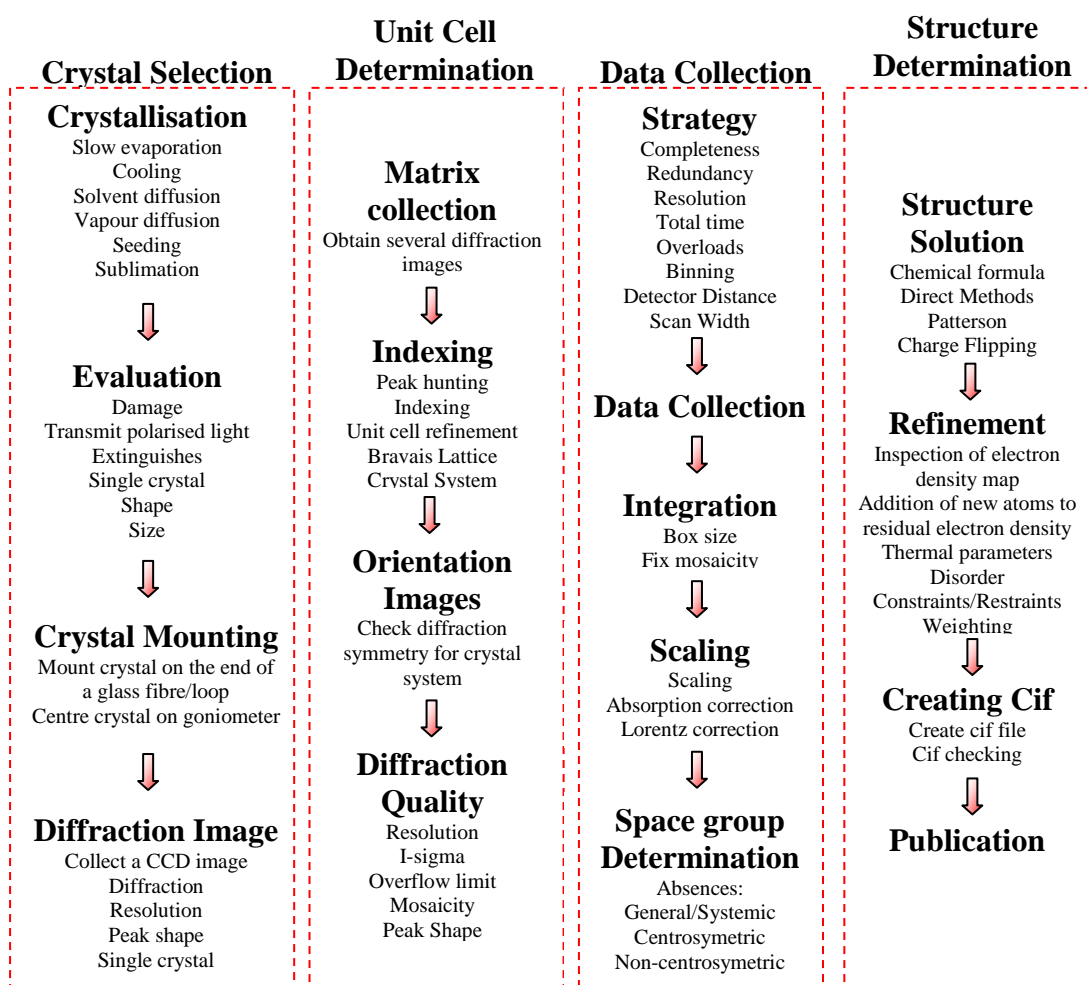 Crystal Selection
Crystallisation
Slow evaporation
Cooling
Solvent diffusion
Vapour diffusion
Seeding
Sublimation
Evaluation
Damage
Transmit polarised light
Extinguishes
Single crystal
Shape
Size
Crystal Mounting
Mount crystal on the end of
a glass fibre/loop
Centre crystal on goniometer
Diffraction Image
Collect a CCD image
Diffraction
Resolution
Peak shape
Single crystal
Unit Cell
Determination
Matrix
collection
Obtain several diffraction
images
Indexing
Peak hunting
Indexing
Unit cell refinement
Bravais Lattice
Crystal System
Orientation
Images
Check diffraction
symmetry for crystal
system
Diffraction
Quality
Resolution
I-sigma
Overflow limit
Mosaicity
Peak Shape
Data Collection
Strategy
Completeness
Redundancy
Resolution
Total time
Overloads
Binning
Detector Distance
Scan Width
Data Collection
Integration
Box size
Fix mosaicity
Scaling
Scaling
Absorption correction
Lorentz correction
Space group
Determination
Absences:
General/Systemic
Centrosymetric
Non-centrosymetric
Structure
Determination
Structure
Solution
Chemical formula
Direct Methods
Patterson
Charge Flipping
Refinement
Inspection of electron
density map
Addition of new atoms to
residual electron density
Thermal parameters
Disorder
Constraints/Restraints
Weighting
Creating Cif
Create cif file
Cif checking
Publication